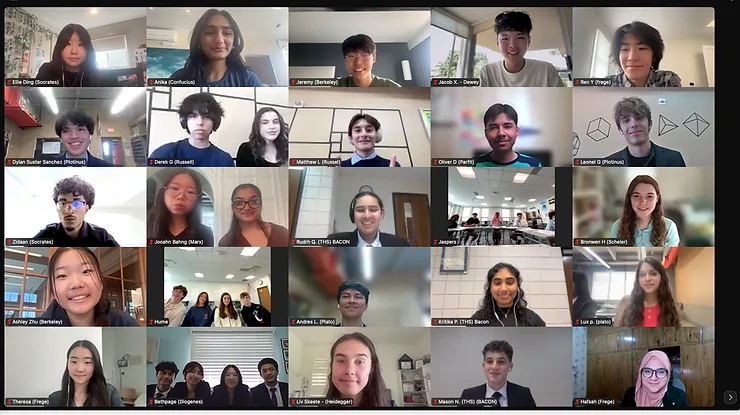 Ellie Ding (Socrates)
Anika (Confucius)
Jeremy (Berkeley)
Jacob X. - Dewey
Ren Y (frege)
Dylan Suster Sanchez (Plotinus)
Derek G (Russell)
Matthew L (Russel)
Oliver D (Parfit)
Leonel G (Plotinus)
Zidaan (Socrates)
Jooahn Bahng (Marx)
Rudrh Q. (THS) BACON
Jaspers
Bronwen H (Scheler)
Ashley Zhu (Berkeley)
Hume
Andres L. (Plato)
Kritika P. (THS) Bacon
Lux p. (plato)
Theresa (Frege)
Bethpage (Diogenes)
Liv Skeete - (Heidegger)
Mason N. (THS) (BACON)
Hafsah (Frege)